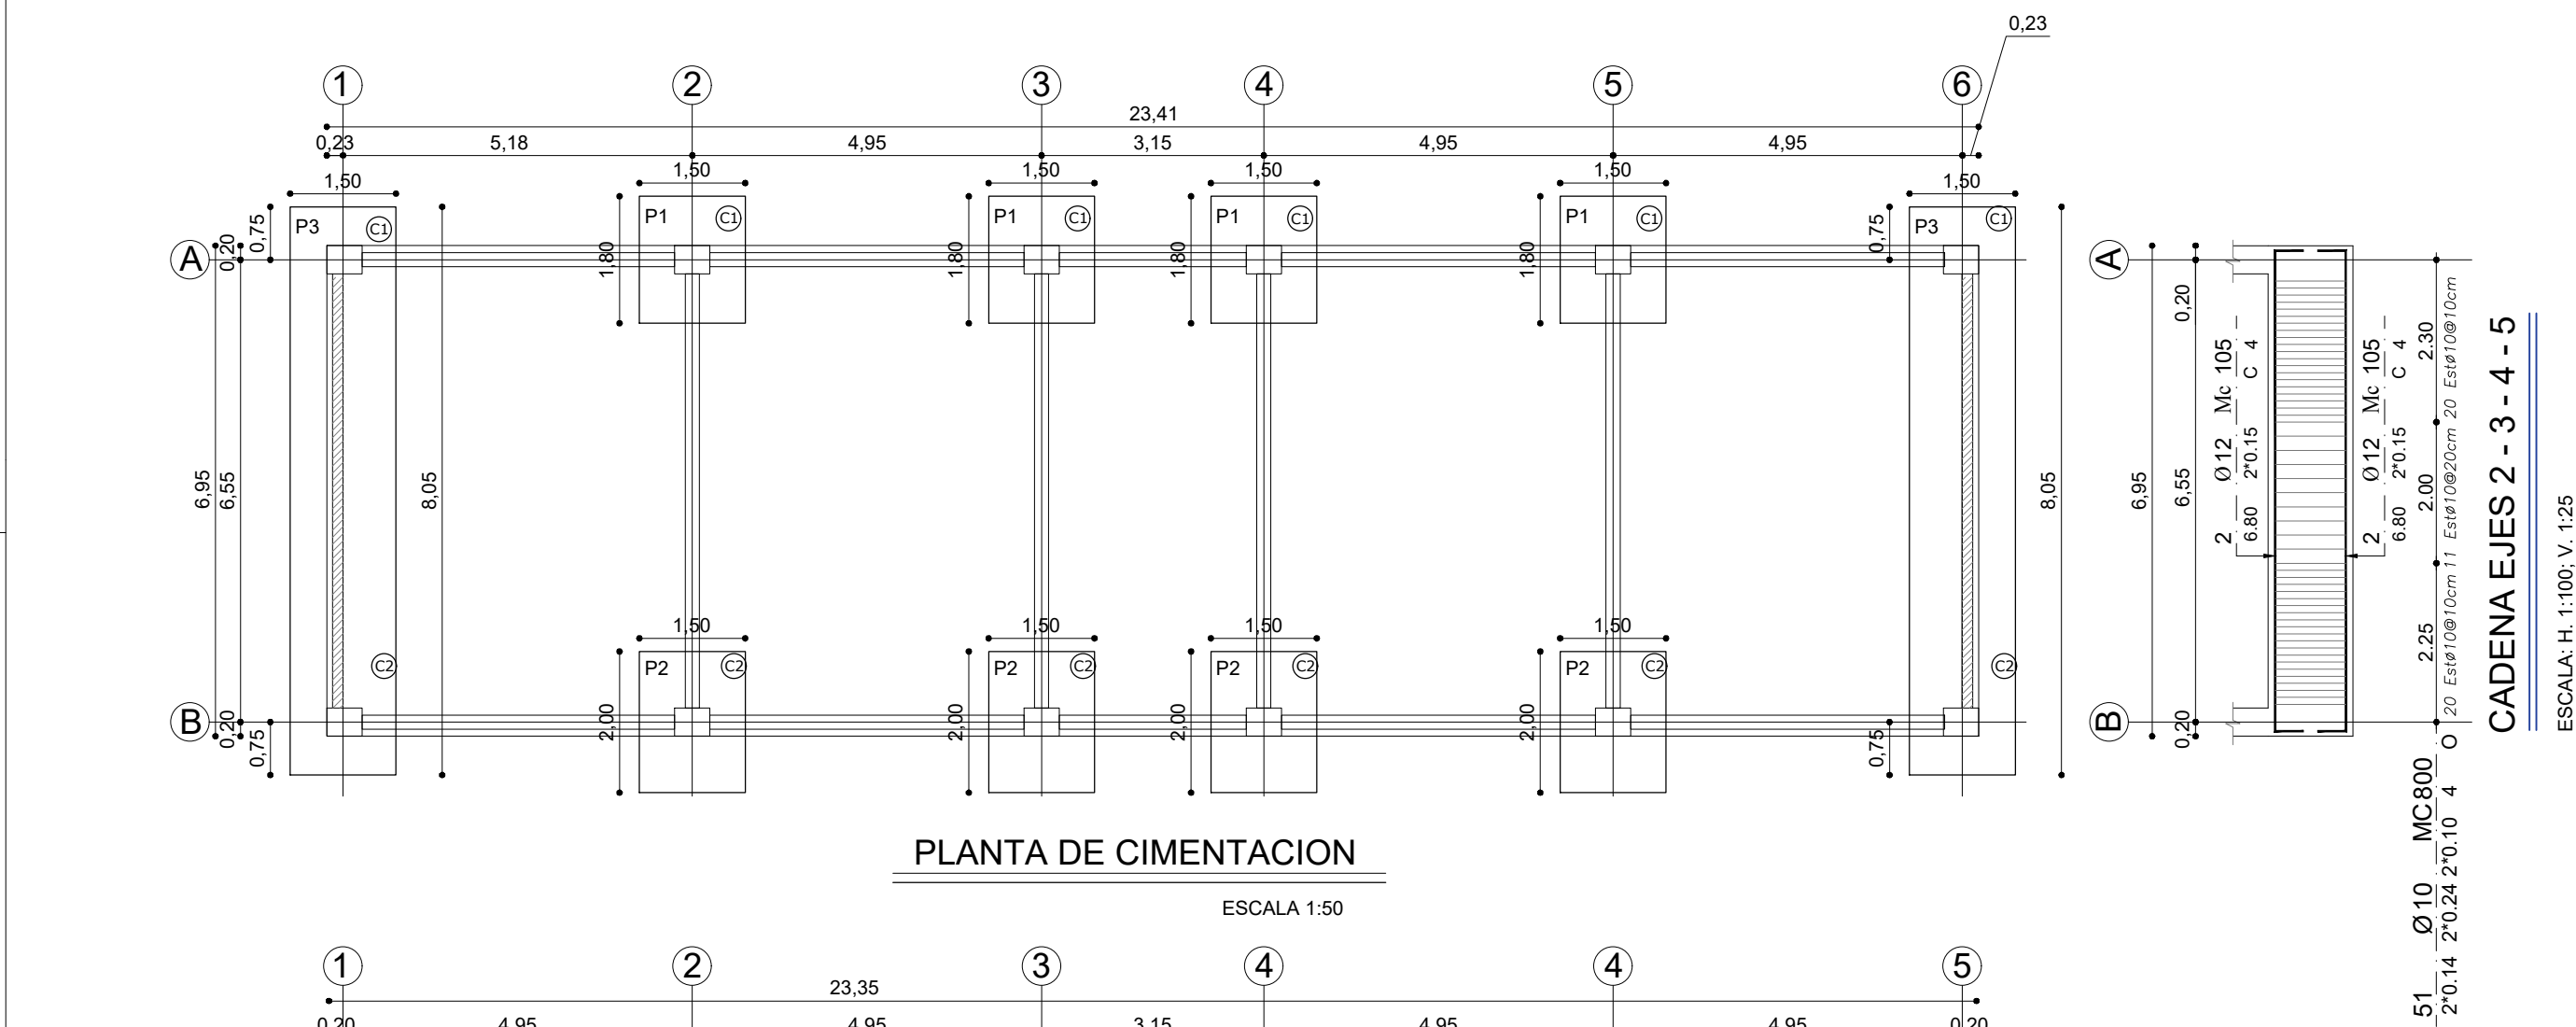 0,23
1 2 3 4 5 6
23,41
0,23 5,18 4,95 3,15 4,95 4,95
1,50 1,50 1,50 1,50 1,50 1,50
P3 C1 P1 C1 P1 C1 P1 C1 P1 C1 P3 C1
0,75 0,20 1,80 1,80 1,80 1,80 0,75
A
6,95 6,55 8,05 8,05
1,50 1,50 1,50 1,50
C2 P2 C2 P2 C2 P2 C2 P2 C2 C2
B
0,20 0,75 2,00 2,00 2,00 2,00 0,75
PLANTA DE CIMENTACION
ESCALA 1:50
A
B
0,20
6,95 6,55
0,20
2 Ø12 Mc 105
6.80 2*0.15 C 4
2 Ø12 Mc 105
6.80 2*0.15 C 4
2.25 2.00 2.30
20 EstØ10@10cm 11 EstØ10@20cm 20 EstØ10@10cm
51 Ø10 MC800
2*0.14 2*0.24 2*0.10 4 O
CADENA EJES 2 - 3 - 4 - 5
ESCALA: H. 1:100; V. 1:25
1 2 3 4 4 5
23,35
0,20 4,95 4,95 3,15 4,95 4,95 0,20